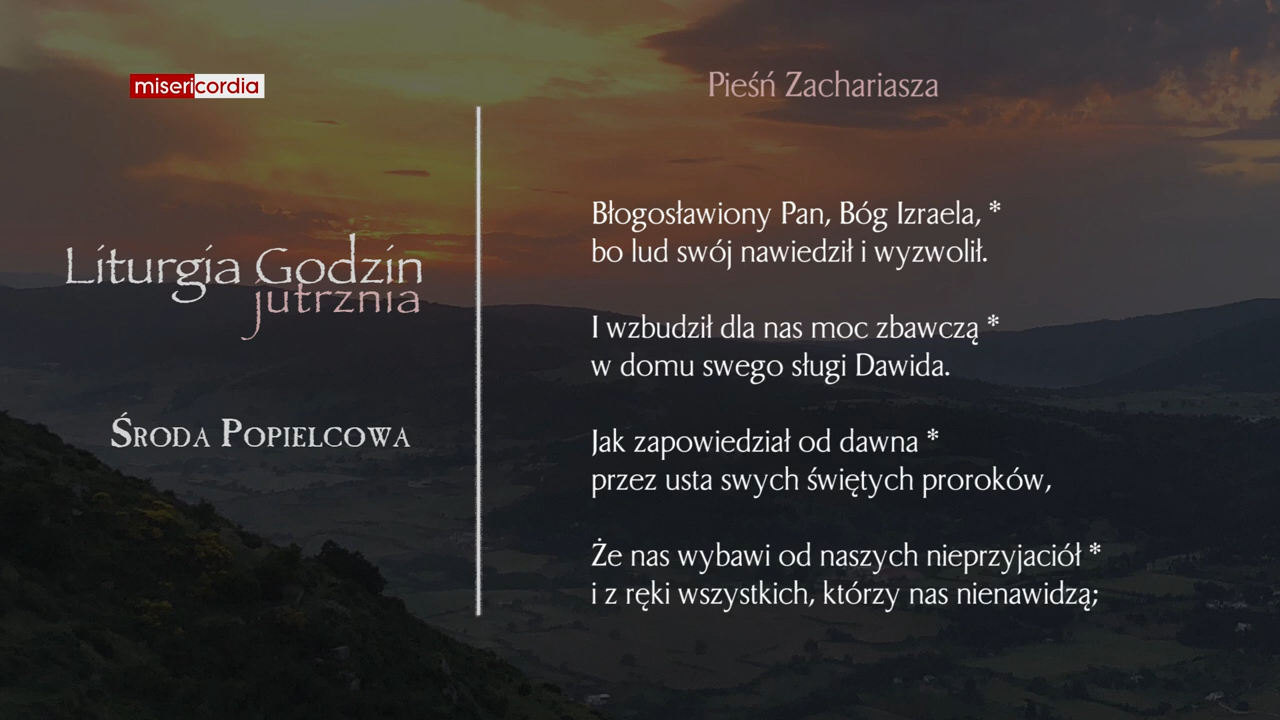 misericordia
Liturgia Godzin
jutrznia
Środa Popielcowa
Pieśń Zachariasza
Błogosławiony Pan, Bóg Izraela, *
bo lud swój nawiedził i wyzwolił.
I wzbudził dla nas moc zbawczą *
w domu swego sługi Dawida.
Jak zapowiedział od dawna *
przez usta swych świętych proroków,
Że nas wybawi od naszych nieprzyjaciół *
i z ręki wszystkich, którzy nas nienawidzą;